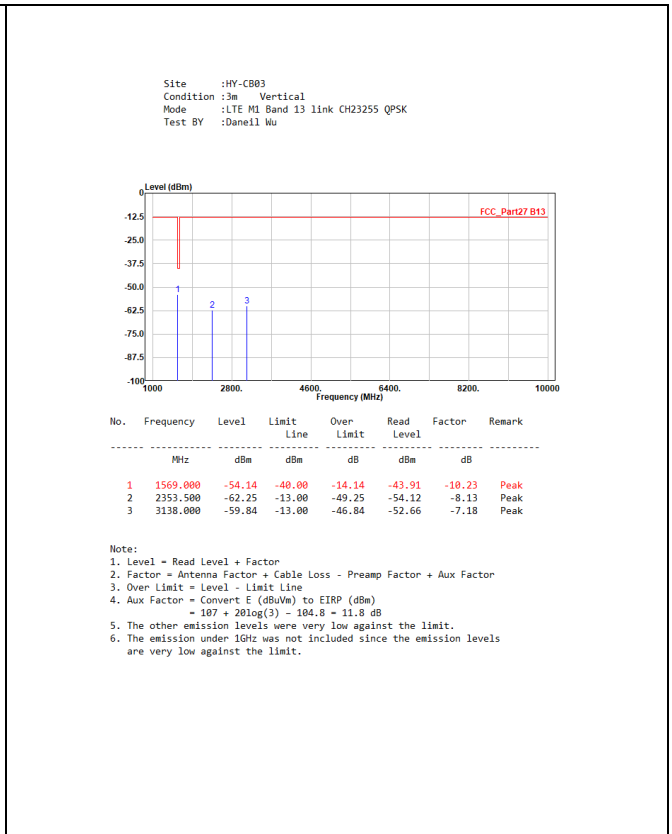 Site      :HY-CB03
Condition :3m    Vertical
Mode      :LTE M1 Band 13 link CH23255 QPSK
Test BY   :Daneil Wu
Level (dBm)
0
FCC_Part27 B13
-12.5
-25.0
-37.5
-50.0
1
2
3
-62.5
-75.0
-87.5
-100
1000 2800. 4600. 6400. 8200. 10000
Frequency (MHz)
No. Frequency Level Limit Over Read Factor Remark
Line Limit Level
------ ----------- -------- --------- --------- --------- -------- ---------
MHz dBm dBm dB dBm dB
1 1569.000 -54.14 -40.00 -14.14 -43.91 -10.23 Peak
2 2353.500 -62.25 -13.00 -49.25 -54.12 -8.13 Peak
3 3138.000 -59.84 -13.00 -46.84 -52.66 -7.18 Peak
Note:
1. Level = Read Level + Factor
2. Factor = Antenna Factor + Cable Loss - Preamp Factor + Aux Factor
3. Over Limit = Level - Limit Line
4. Aux Factor = Convert E (dBuVm) to EIRP (dBm)
= 107 + 20log(3) – 104.8 = 11.8 dB
5. The other emission levels were very low against the limit.
6. The emission under 1GHz was not included since the emission levels
are very low against the limit.